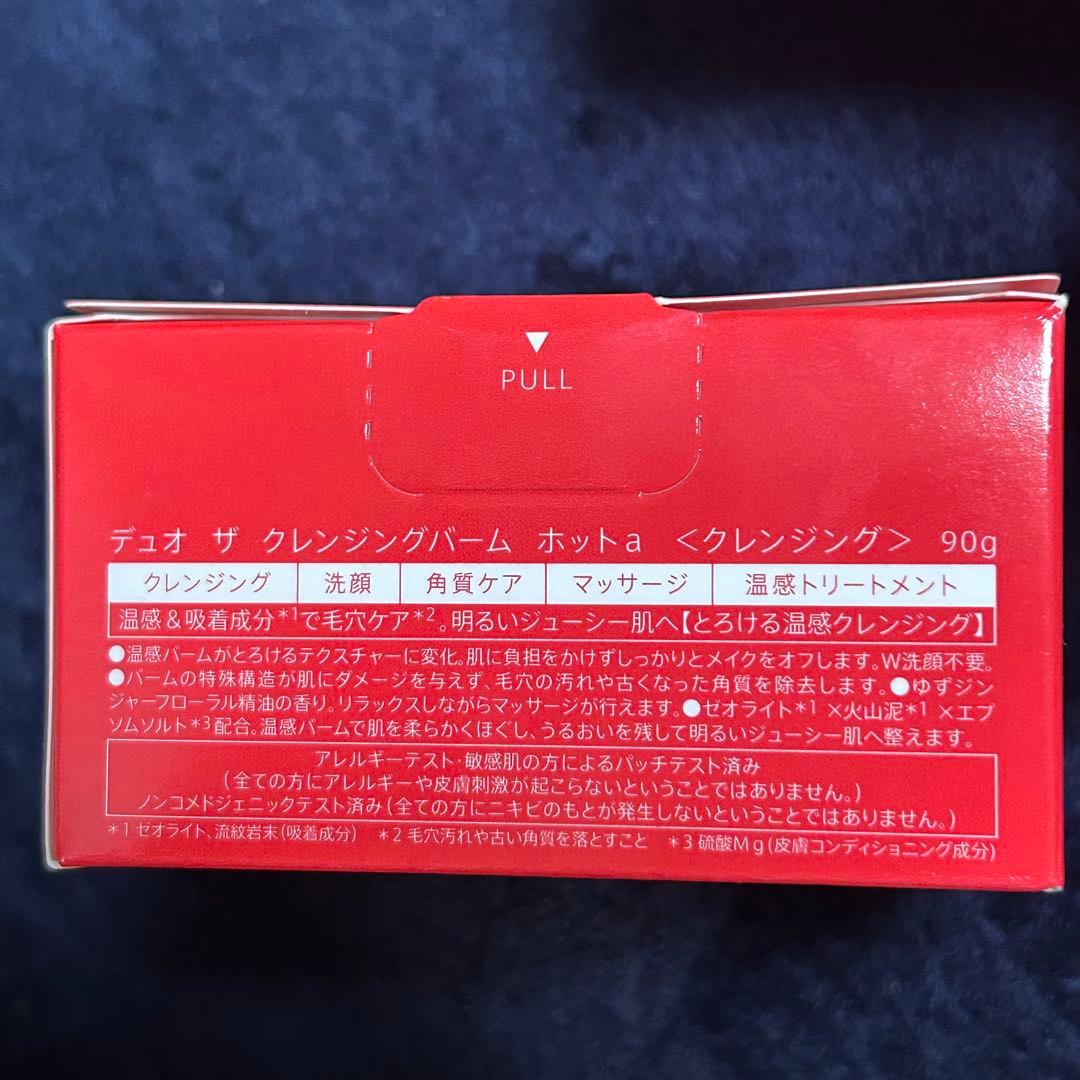 PULL
デュオ ザ クレンジングバーム ホットa ＜クレンジング＞ 90g
クレンジング 洗顔 角質ケア マッサージ 温感トリートメント
温感＆吸着成分＊1で毛穴ケア＊2。明るいジューシー肌へ【とろける温感クレンジング】
●温感バームがとろけるテクスチャーに変化。肌に負担をかけずしっかりとメイクをオフします。W洗顔不要。
●バームの特殊構造が肌にダメージを与えず、毛穴の汚れや古くなった角質を除去します。●ゆずジン
ジャーフローラル精油の香り。リラックスしながらマッサージが行えます。●ゼオライト＊1×火山泥＊1×エプ
ソムソルト＊3配合。温感バームで肌を柔らかくほぐし、うるおいを残して明るいジューシー肌へ整えます。
アレルギーテスト・敏感肌の方によるパッチテスト済み
（全ての方にアレルギーや皮膚刺激が起こらないということではありません。）
ノンコメドジェニックテスト済み（全ての方にニキビのもとが発生しないということではありません。）
＊1 ゼオライト、流紋岩末（吸着成分） ＊2 毛穴汚れや古い角質を落とすこと ＊3 硫酸Mg（皮膚コンディショニング成分）